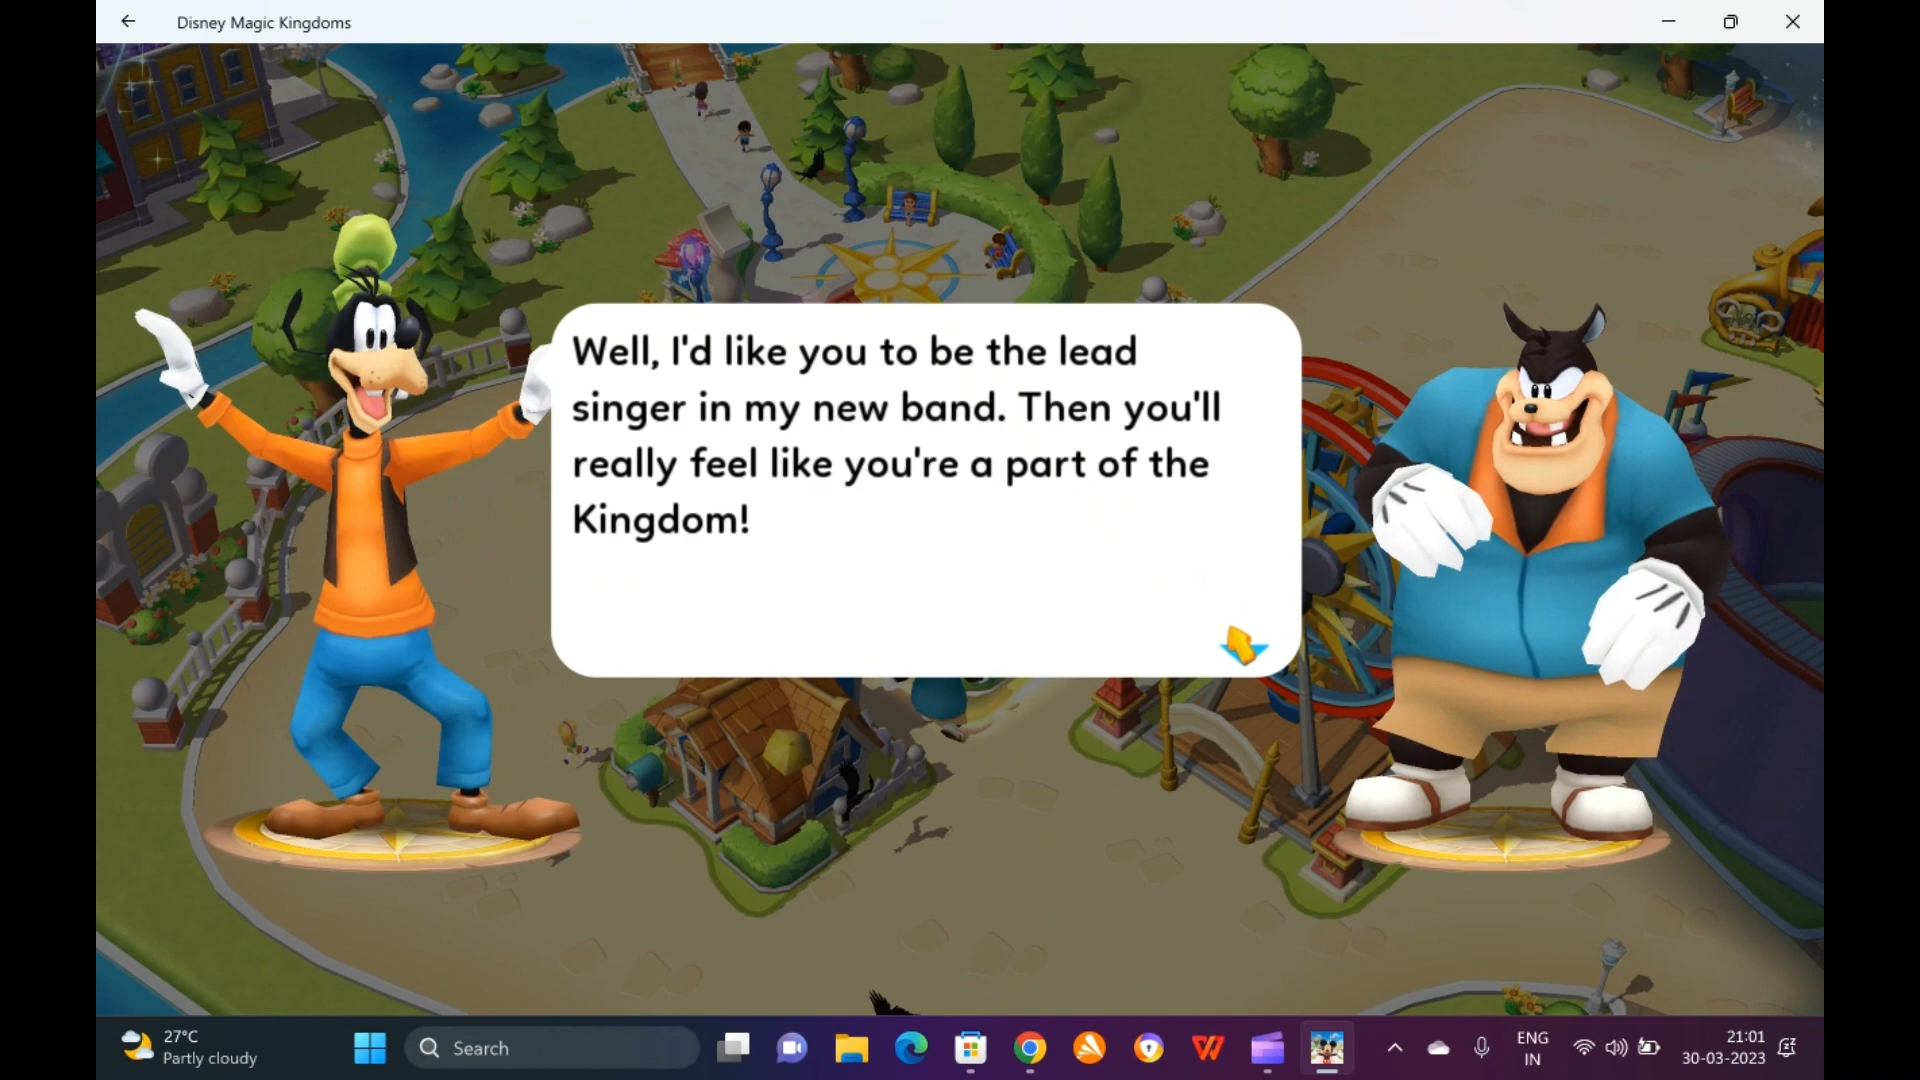 Disney Magic Kingdoms
Well, I'd like you to be the lead
singer in my new band. Then you'll
really feel like you're a part of the
Kingdom!
27°C
Partly cloudy
Search
ENG
IN
21:01
30-03-2023